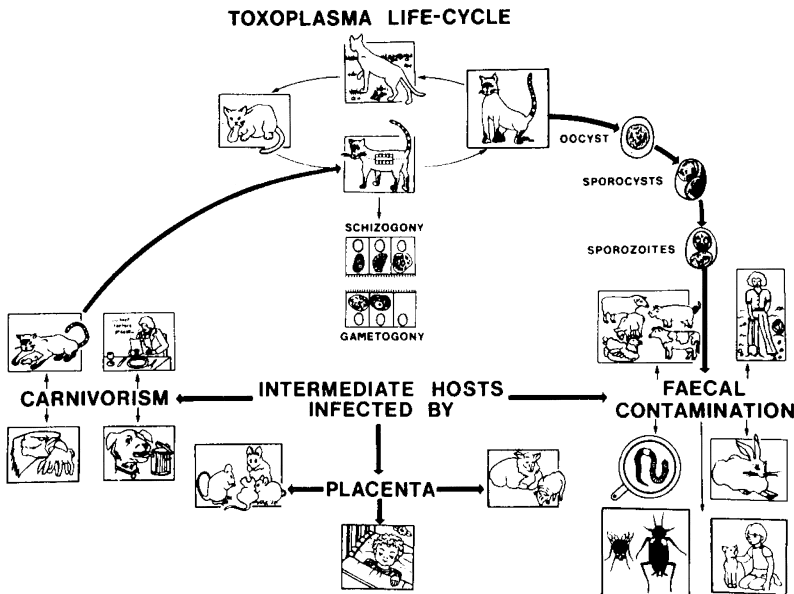 TOXOPLASMA LIFE-CYCLE
OOCYST
SPOROCYSTS
SPOROZOITES
SCHIZOGONY
GAMETOGONY
CARNIVORISM
INTERMEDIATE HOSTS
INFECTED BY
FAECAL
CONTAMINATION
PLACENTA